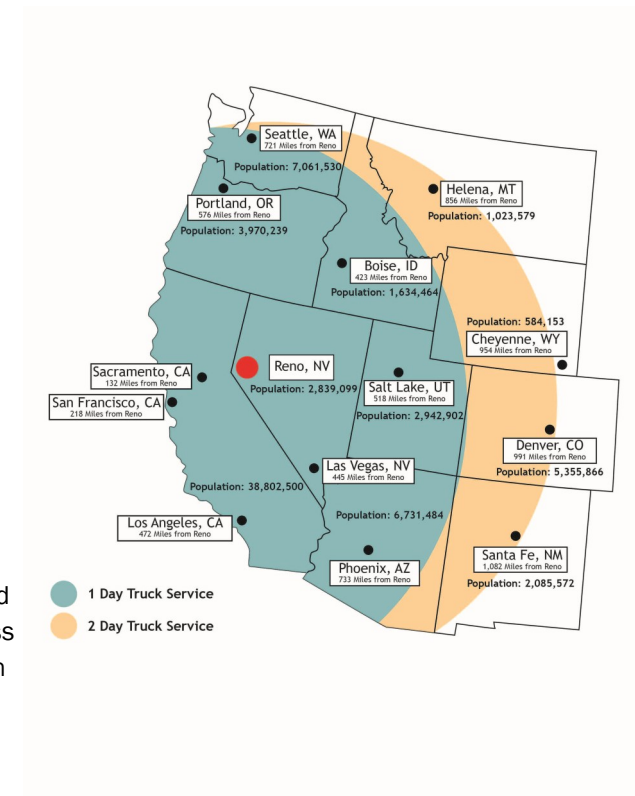 Seattle, WA
721 Miles from Reno
Population: 7,061,530
Helena, MT
856 Miles from Reno
Population: 1,023,579
Portland, OR
576 Miles from Reno
Population: 3,970,239
Boise, ID
423 Miles from Reno
Population: 1,634,464
Population: 584,153
Cheyenne, WY
954 Miles from Reno
Reno, NV
Population: 2,839,099
Sacramento, CA
132 Miles from Reno
San Francisco, CA
218 Miles from Reno
Salt Lake, UT
518 Miles from Reno
Population: 2,942,902
Denver, CO
991 Miles from Reno
Population: 5,355,866
Las Vegas, NV
445 Miles from Reno
Population: 38,802,500
Population: 6,731,484
Los Angeles, CA
472 Miles from Reno
Phoenix, AZ
733 Miles from Reno
Santa Fe, NM
1,082 Miles from Reno
Population: 2,085,572
1 Day Truck Service
2 Day Truck Service